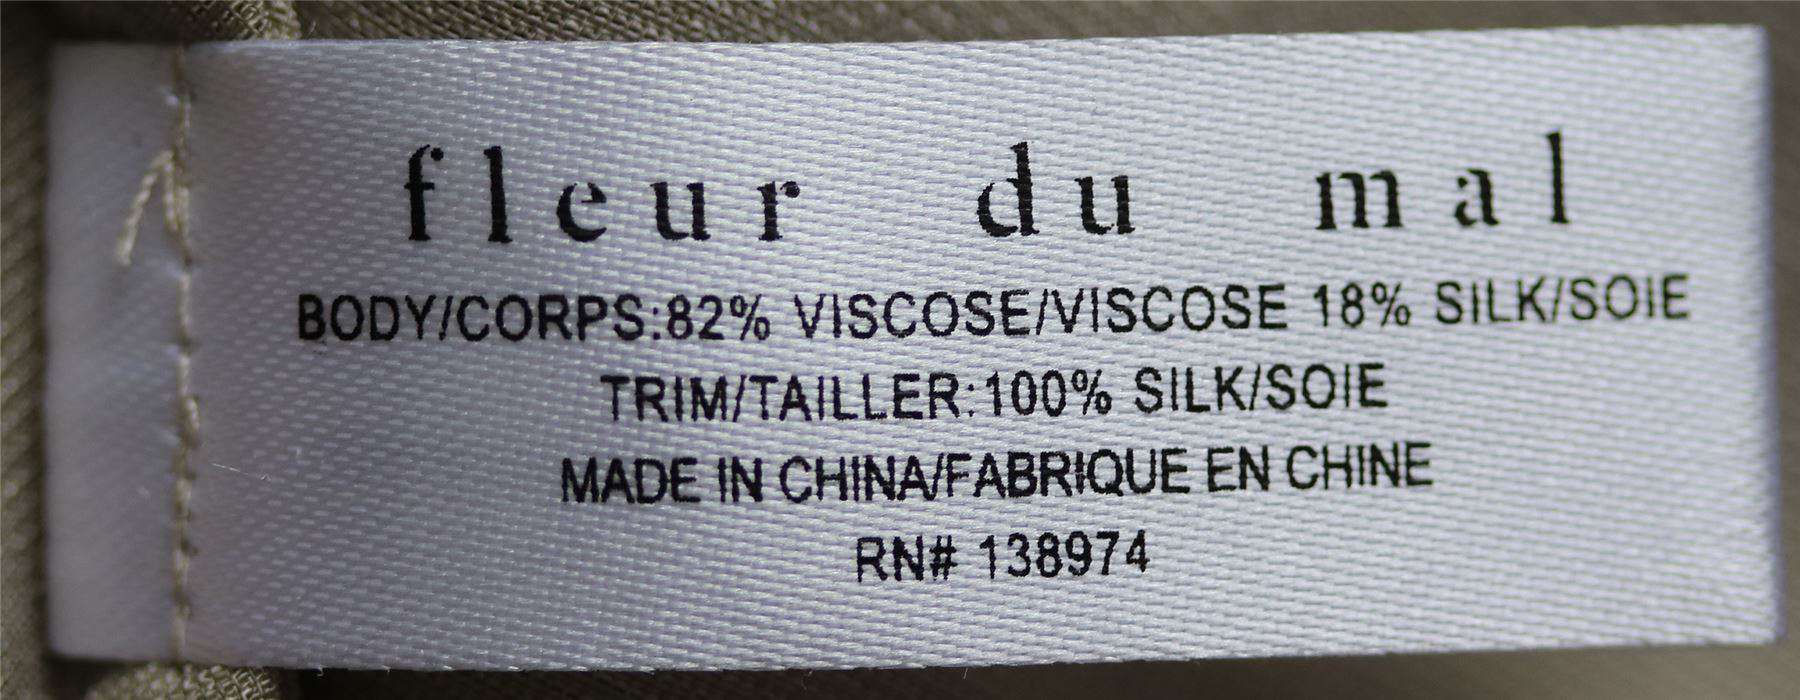 fleur du mal
BODY/CORPS:82% VISCOSE/VISCOSE 18% SILK/SOIE
TRIM/TAILLER:100% SILK/SOIE
MADE IN CHINA/FABRIQUE EN CHINE
RN# 138974